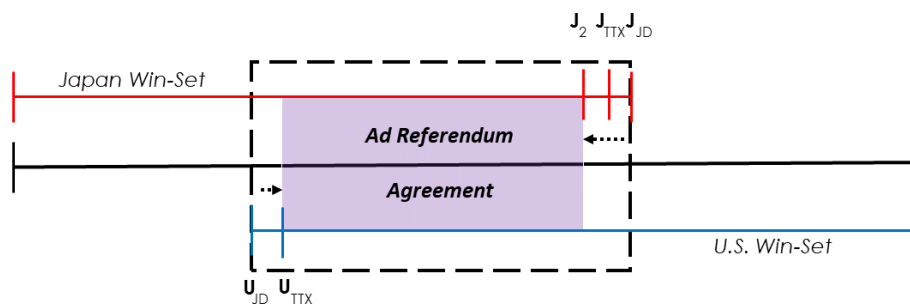 J2 JTTX JJD
Japan Win-Set
Ad Referendum
Agreement
U.S. Win-Set
UJD UTTX